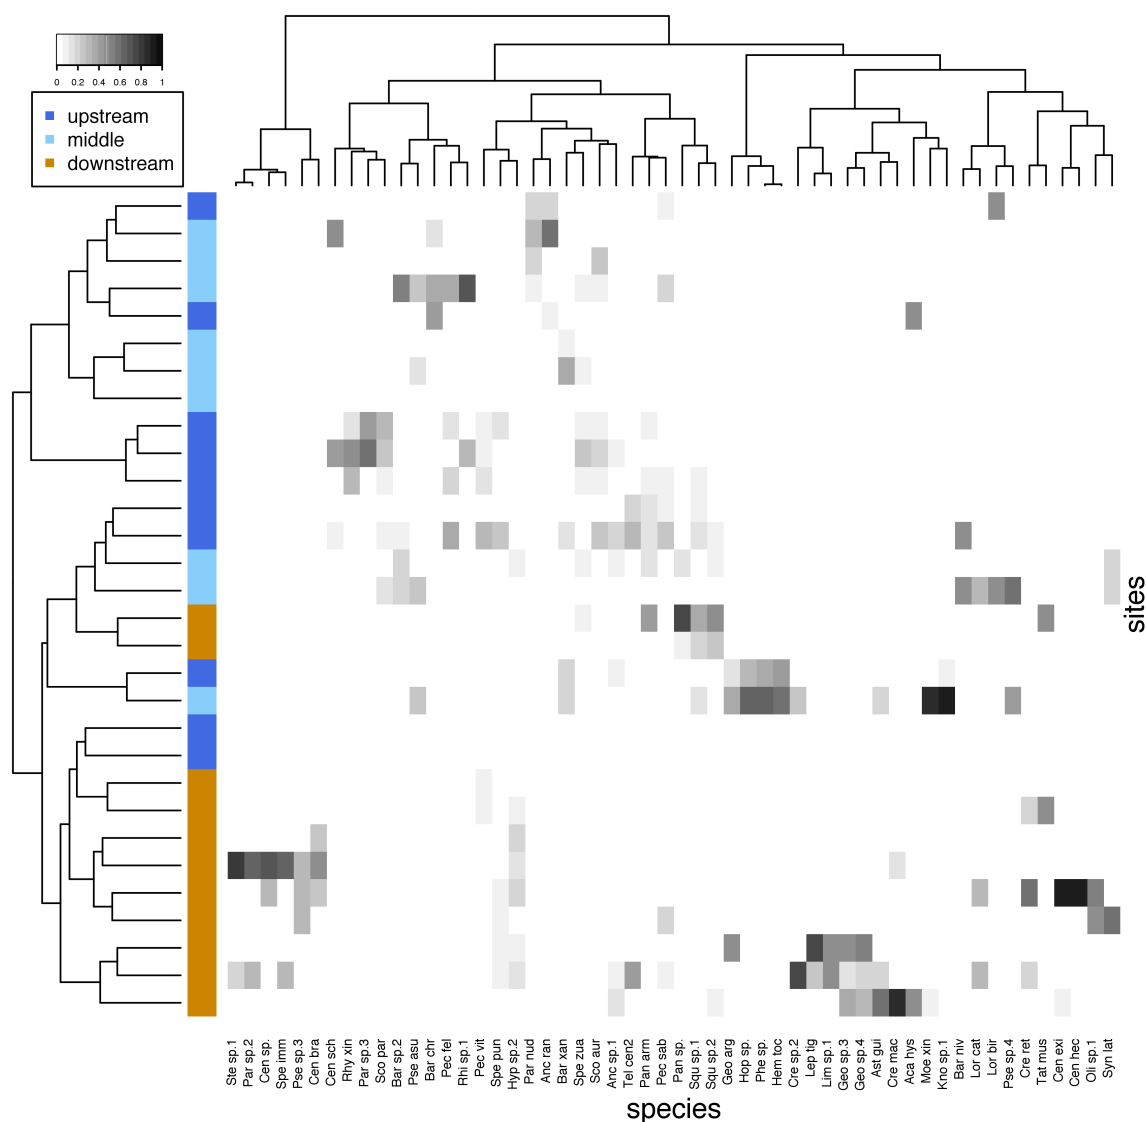 0 0.2 0.4 0.6 0.8 1
upstream
middle
downstream
sites
Ste sp.1
Par sp.2
Cen sp.
Spe imm
Pse sp.3
Cen bra
Cen sch
Rhy xin
Par sp.3
Sco par
Bar sp.2
Pse asu
Bar chr
Pec tel
Rhi sp.1
Pec vit
Spe pun
Hyp sp.2
Par nud
Anc ran
Bar xan
Spe zua
Sco aur
Anc sp.1
Tel cen2
Pan arm
Pec sab
Pan sp.
Squ sp.1
Squ sp.2
Geo arg
Hop sp.
Phe sp.
Hem toc
Cre sp.2
Lep tig
Lim sp.1
Geo sp.3
Geo sp.4
Ast gui
Cre mac
Aca hys
Moe xin
Kno sp.1
Bar niv
Lor cat
Lor bir
Pse sp.4
Cre ret
Tat mus
Cen exi
Cen hec
Oli sp.1
Syn lat
species